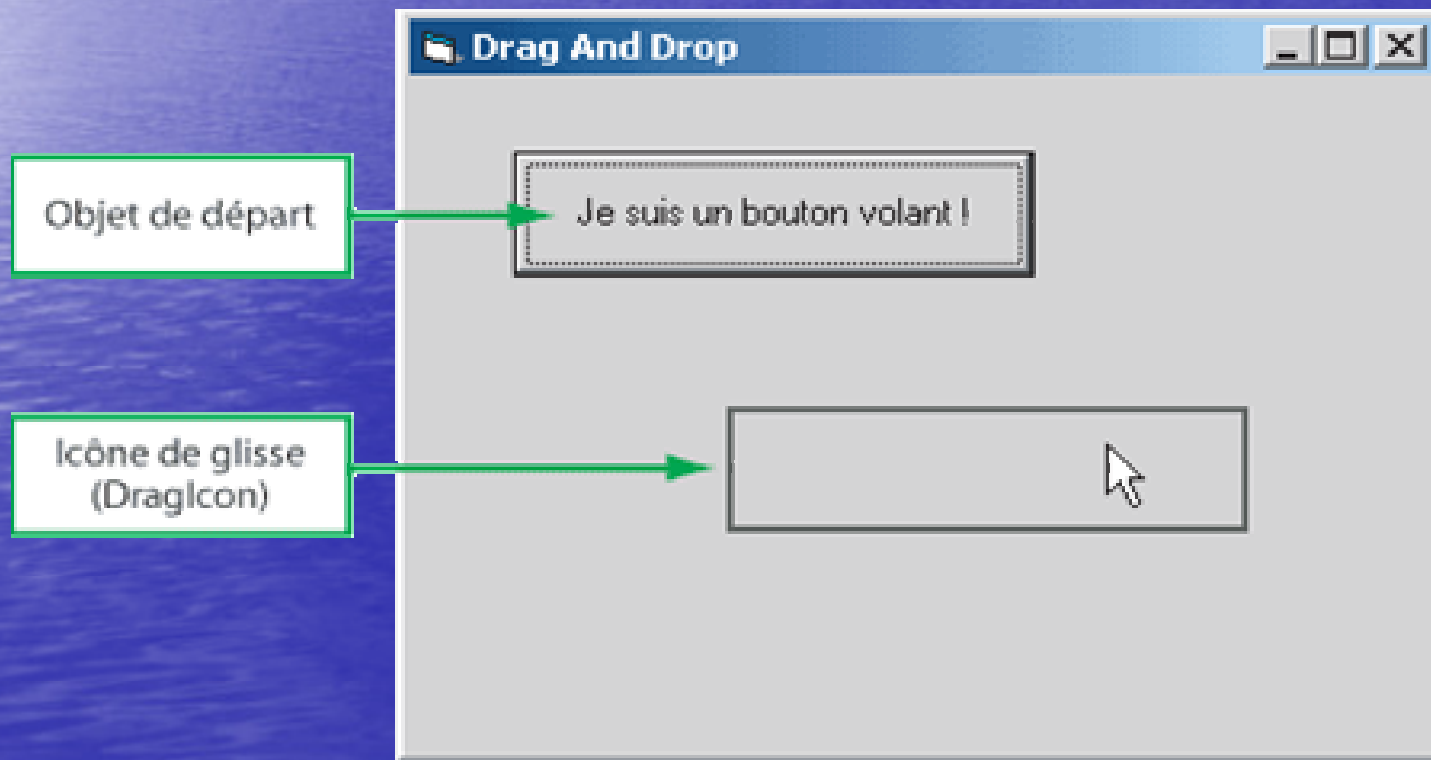 Drag And Drop
Objet de départ
Je suis un bouton volant !
Icône de glisse
(DragIcon)